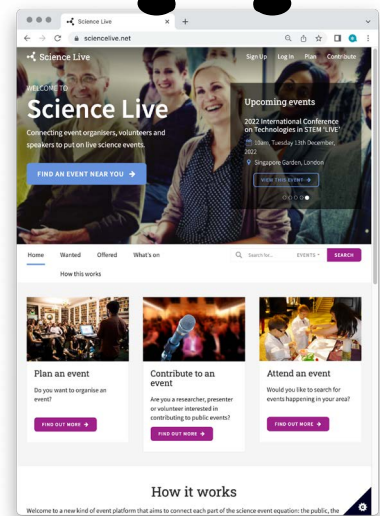 Science Live
sciencelive.net
Science Live
Sign Up Log In Plan Contribute
WELCOME TO
Science Live
Connecting event organisers, volunteers and
speakers to put on live science events.
FIND AN EVENT NEAR YOU →
Upcoming events
2022 International Conference
on Technologies in STEM 'LIVE'
10am, Tuesday 13th December,
2022
Singapore Garden, London
VIEW THIS EVENT →
Home Wanted Offered What's on
How this works
Search for... EVENTS SEARCH
Plan an event
Do you want to organise an
event?
FIND OUT MORE →
Contribute to an
event
Are you a researcher, presenter
or volunteer interested in
contributing to public events?
FIND OUT MORE →
Attend an event
Would you like to search for
events happening in your area?
FIND OUT MORE →
How it works
Welcome to a new kind of event platform that aims to connect each part of the science event equation: the public, the